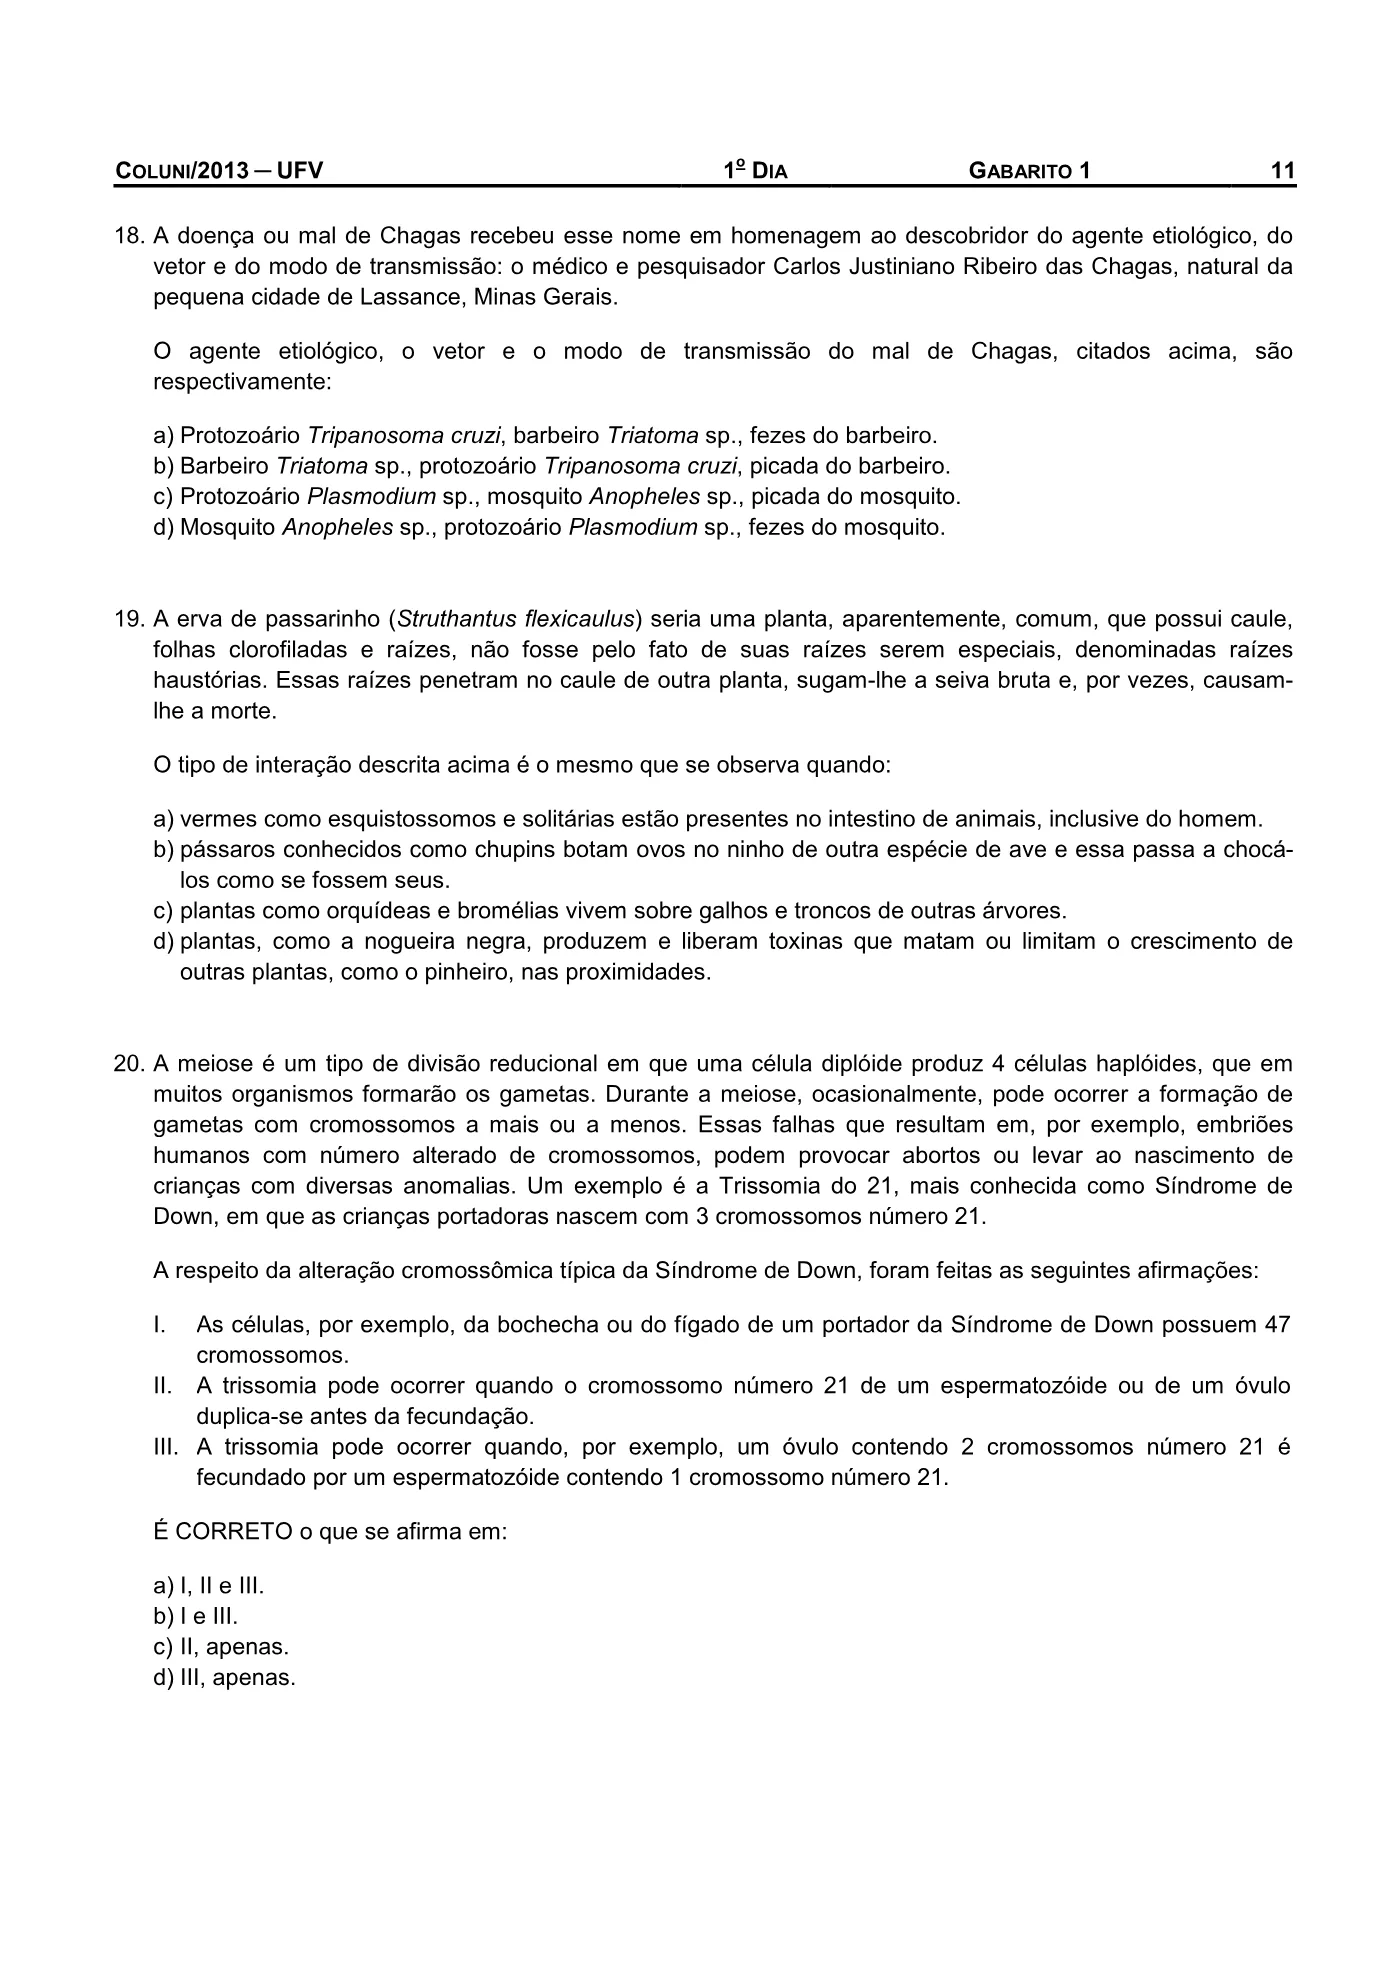 COLUNI/2013 — UFV 1º DIA GABARITO 1 11
18. A doença ou mal de Chagas recebeu esse nome em homenagem ao descobridor do agente etiológico, do
vetor e do modo de transmissão: o médico e pesquisador Carlos Justiniano Ribeiro das Chagas, natural da
pequena cidade de Lassance, Minas Gerais.
O agente etiológico, o vetor e o modo de transmissão do mal de Chagas, citados acima, são
respectivamente:
a) Protozoário Tripanosoma cruzi, barbeiro Triatoma sp., fezes do barbeiro.
b) Barbeiro Triatoma sp., protozoário Tripanosoma cruzi, picada do barbeiro.
c) Protozoário Plasmodium sp., mosquito Anopheles sp., picada do mosquito.
d) Mosquito Anopheles sp., protozoário Plasmodium sp., fezes do mosquito.
19. A erva de passarinho (Struthantus flexicaulus) seria uma planta, aparentemente, comum, que possui caule,
folhas clorofiladas e raízes, não fosse pelo fato de suas raízes serem especiais, denominadas raízes
haustórias. Essas raízes penetram no caule de outra planta, sugam-lhe a seiva bruta e, por vezes, causam-
lhe a morte.
O tipo de interação descrita acima é o mesmo que se observa quando:
a) vermes como esquistossomos e solitárias estão presentes no intestino de animais, inclusive do homem.
b) pássaros conhecidos como chupins botam ovos no ninho de outra espécie de ave e essa passa a chocá-
los como se fossem seus.
c) plantas como orquídeas e bromélias vivem sobre galhos e troncos de outras árvores.
d) plantas, como a nogueira negra, produzem e liberam toxinas que matam ou limitam o crescimento de
outras plantas, como o pinheiro, nas proximidades.
20. A meiose é um tipo de divisão reducional em que uma célula diplóide produz 4 células haplóides, que em
muitos organismos formarão os gametas. Durante a meiose, ocasionalmente, pode ocorrer a formação de
gametas com cromossomos a mais ou a menos. Essas falhas que resultam em, por exemplo, embriões
humanos com número alterado de cromossomos, podem provocar abortos ou levar ao nascimento de
crianças com diversas anomalias. Um exemplo é a Trissomia do 21, mais conhecida como Síndrome de
Down, em que as crianças portadoras nascem com 3 cromossomos número 21.
A respeito da alteração cromossômica típica da Síndrome de Down, foram feitas as seguintes afirmações:
I. As células, por exemplo, da bochecha ou do fígado de um portador da Síndrome de Down possuem 47
cromossomos.
II. A trissomia pode ocorrer quando o cromossomo número 21 de um espermatozóide ou de um óvulo
duplica-se antes da fecundação.
III. A trissomia pode ocorrer quando, por exemplo, um óvulo contendo 2 cromossomos número 21 é
fecundado por um espermatozóide contendo 1 cromossomo número 21.
É CORRETO o que se afirma em:
a) I, II e III.
b) I e III.
c) II, apenas.
d) III, apenas.